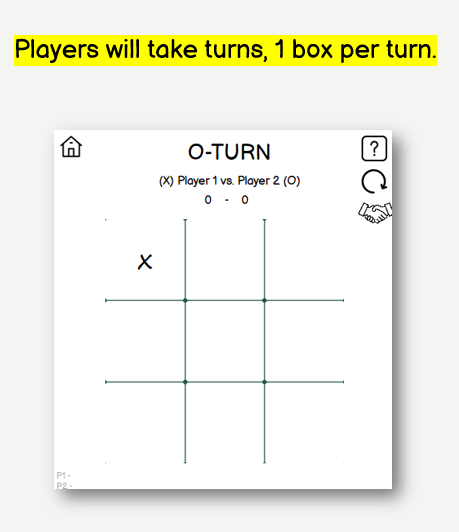 Players will take turns, 1 box per turn.
O-TURN
?
(X) Player 1 vs. Player 2 (O)
0 - 0
X
P1 -
P2 -